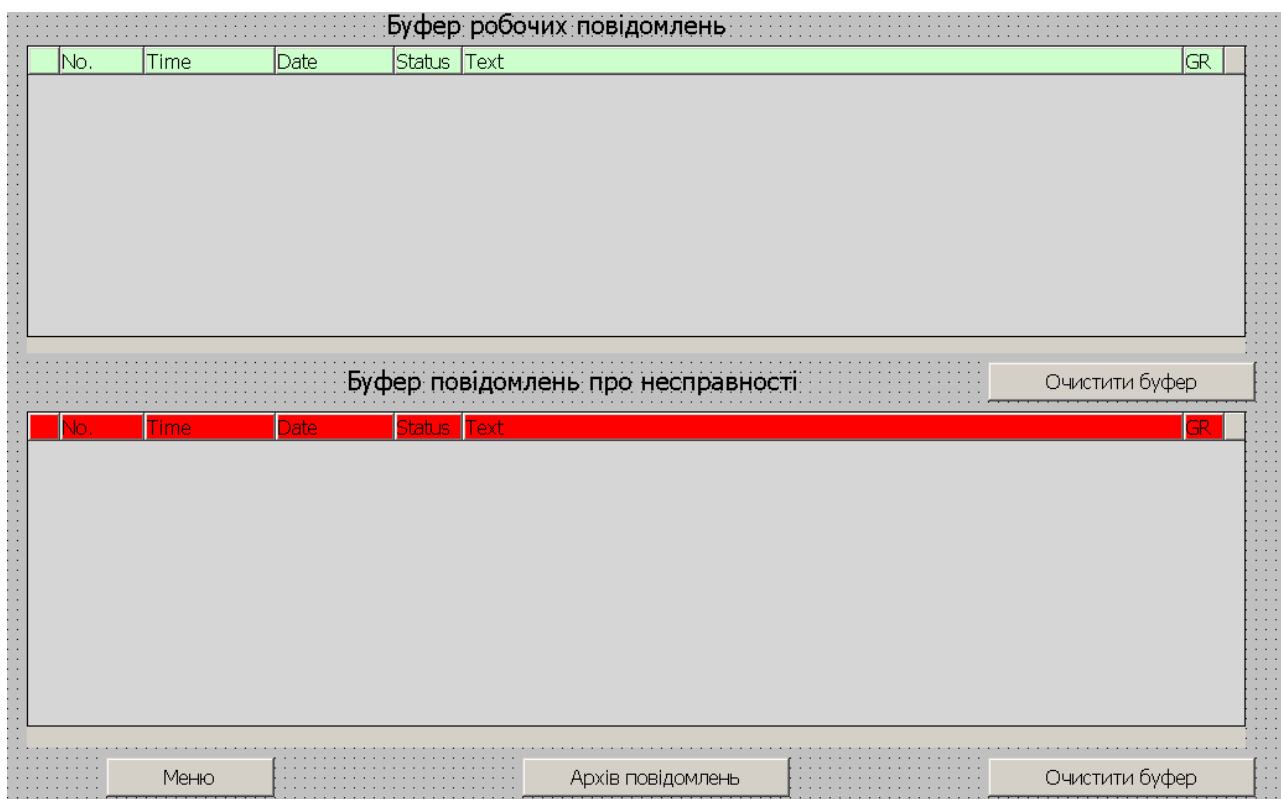 Буфер робочих повідомлень
No. Time Date Status Text GR
Буфер повідомлень про несправності
Очистити буфер
No. Time Date Status Text GR
Меню Архів повідомлень Очистити буфер